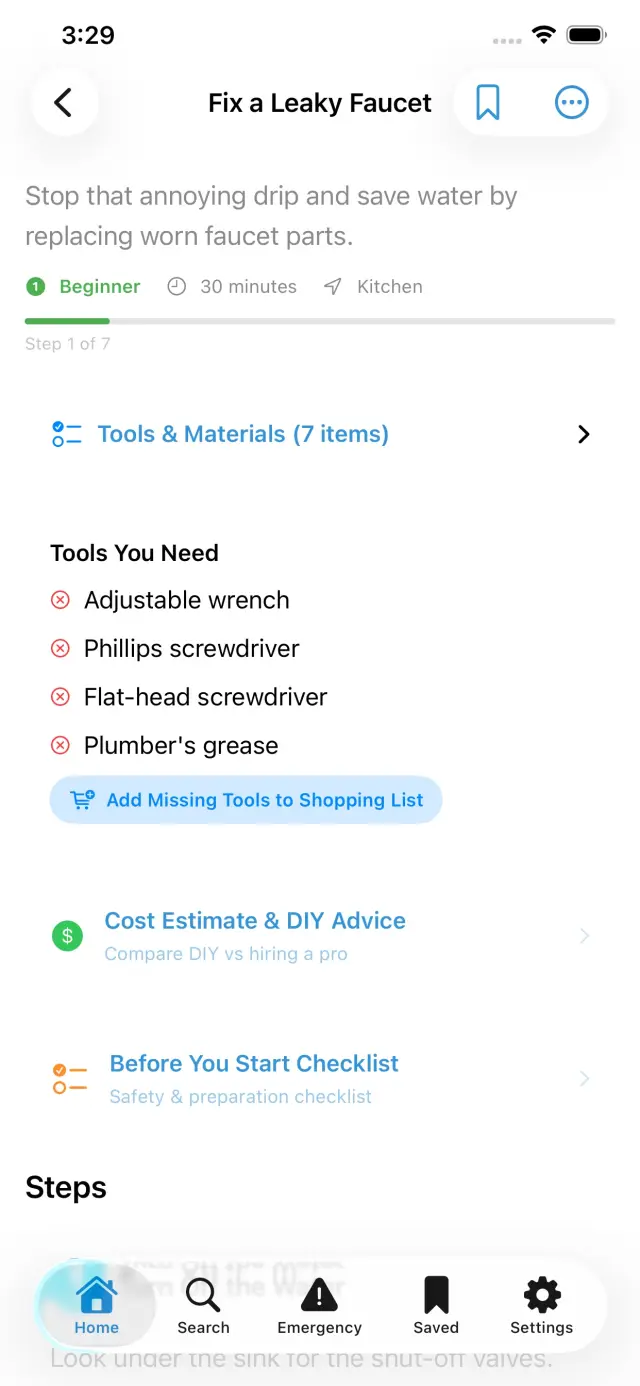 3:29
Fix a Leaky Faucet
Stop that annoying drip and save water by
replacing worn faucet parts.
1 Beginner 30 minutes Kitchen
Step 1 of 7
Tools & Materials (7 items)
Tools You Need
Adjustable wrench
Phillips screwdriver
Flat-head screwdriver
Plumber's grease
Add Missing Tools to Shopping List
$
Cost Estimate & DIY Advice
Compare DIY vs hiring a pro
Before You Start Checklist
Safety & preparation checklist
Steps
the Water
Home Search Emergency Saved Settings
Look under the sink for the shut-off valves.